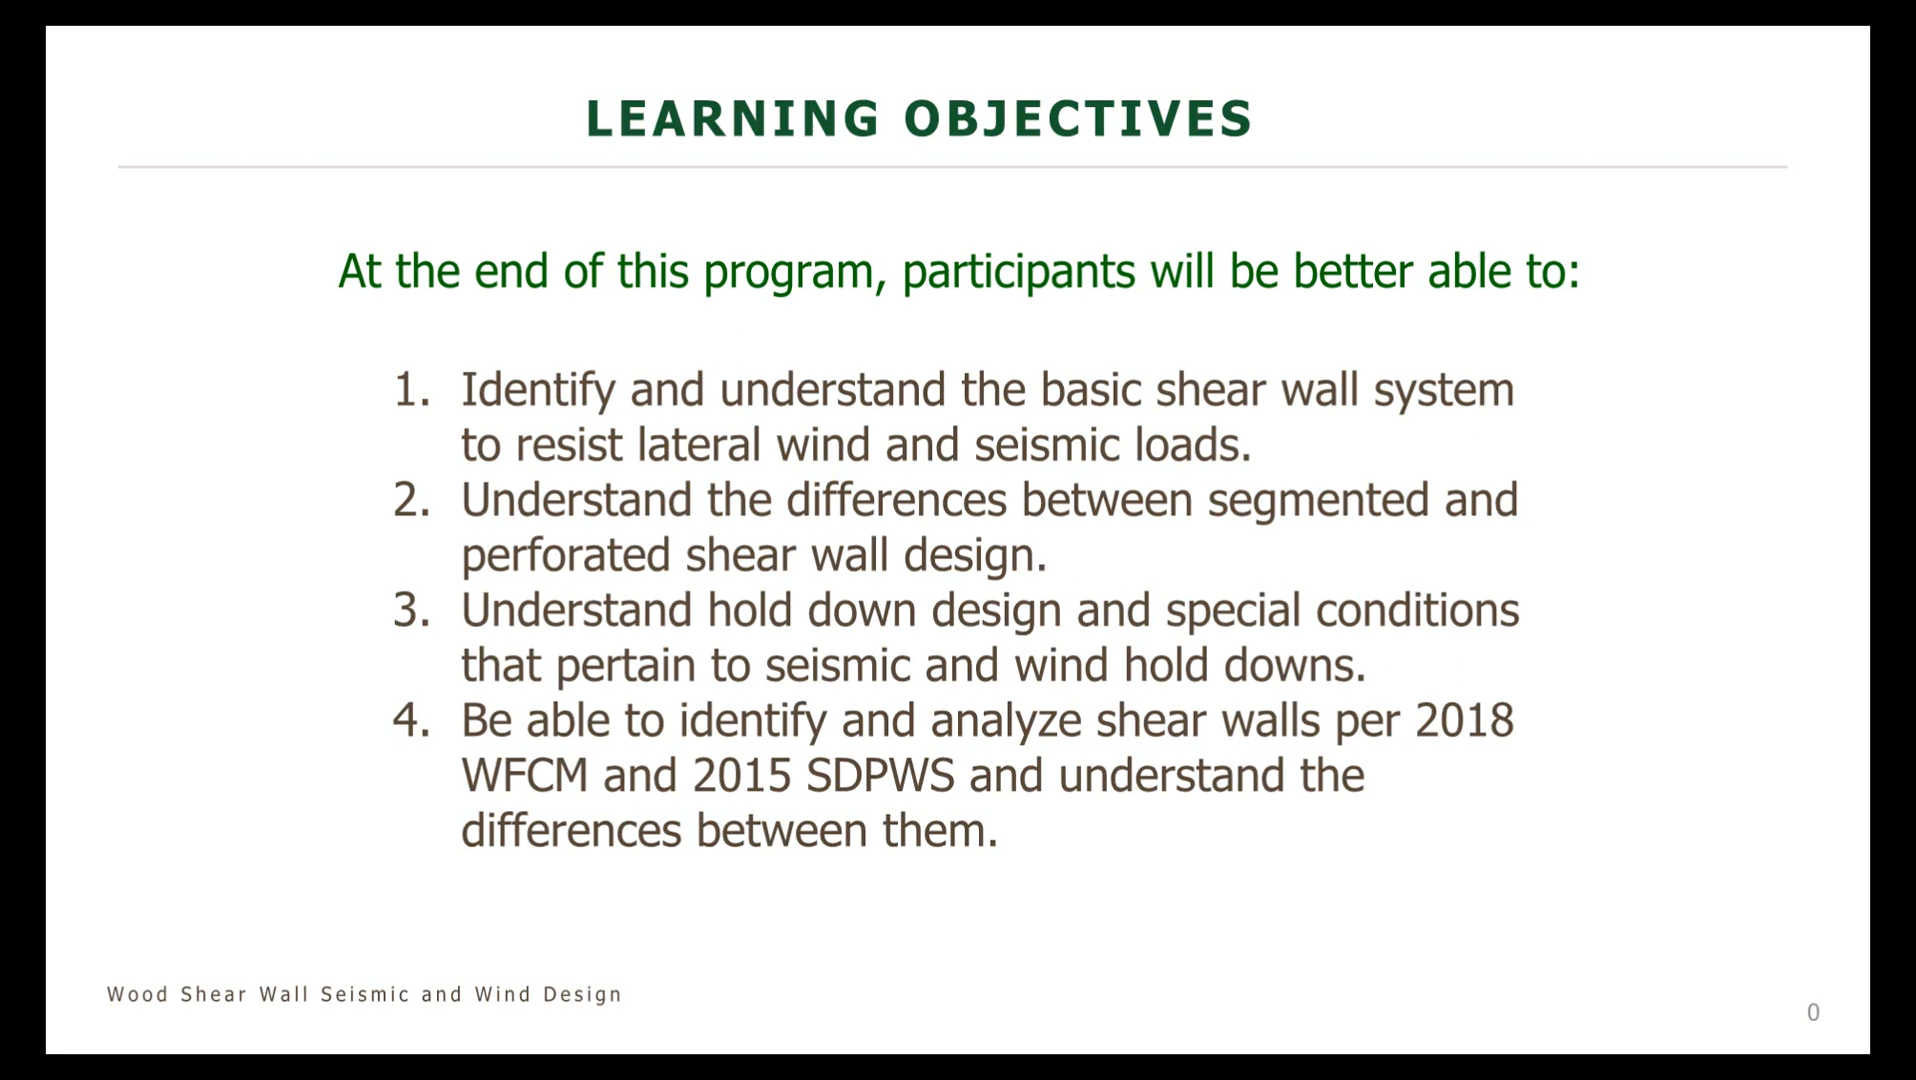 LEARNING OBJECTIVES
At the end of this program, participants will be better able to:
1. Identify and understand the basic shear wall system
to resist lateral wind and seismic loads.
2. Understand the differences between segmented and
perforated shear wall design.
3. Understand hold down design and special conditions
that pertain to seismic and wind hold downs.
4. Be able to identify and analyze shear walls per 2018
WFCM and 2015 SDPWS and understand the
differences between them.
Wood Shear Wall Seismic and Wind Design
0